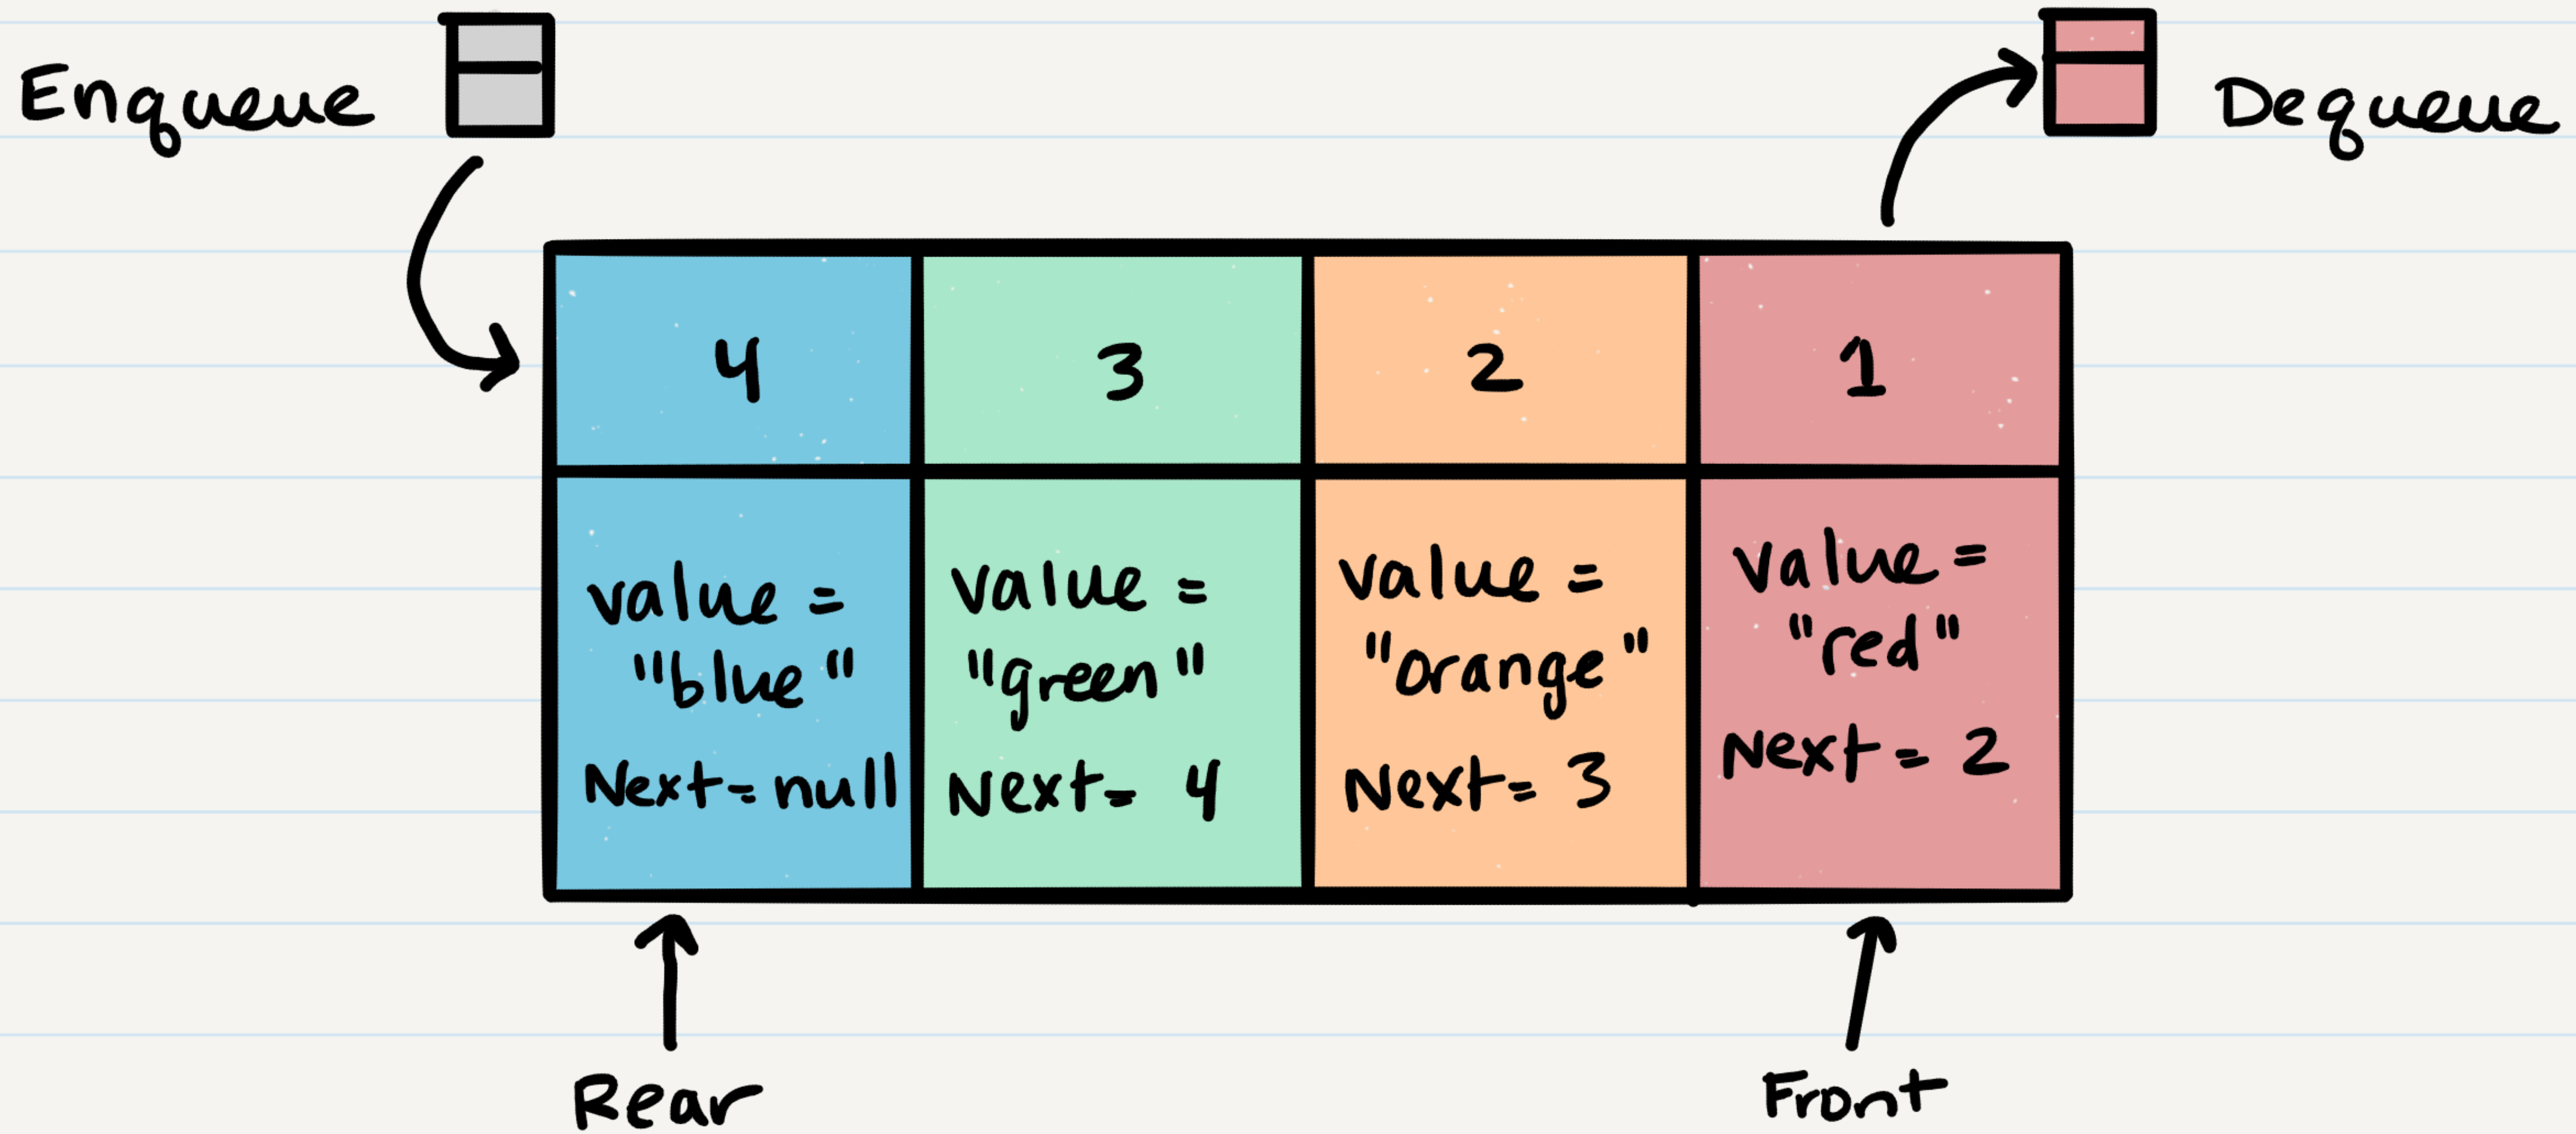 Enqueue
Dequeue
4
3
2
1
value =
"blue"
Next = null
value =
"green"
Next = 4
value =
"orange"
Next = 3
value =
"red"
Next = 2
Rear
Front